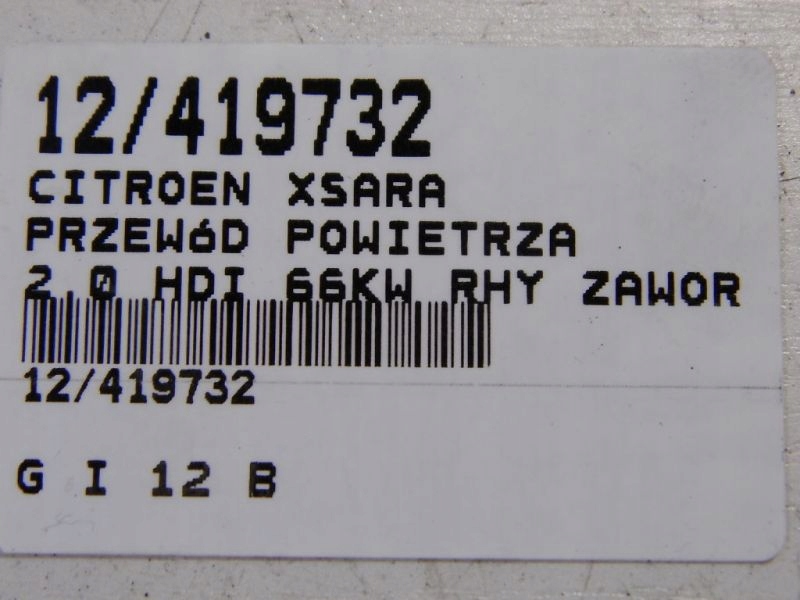 12/419732
CITROEN XSARA
PRZEWóD POWIETRZA
2.0 HDI 66KW RHY ZAWOR
12/419732
G I 12 B